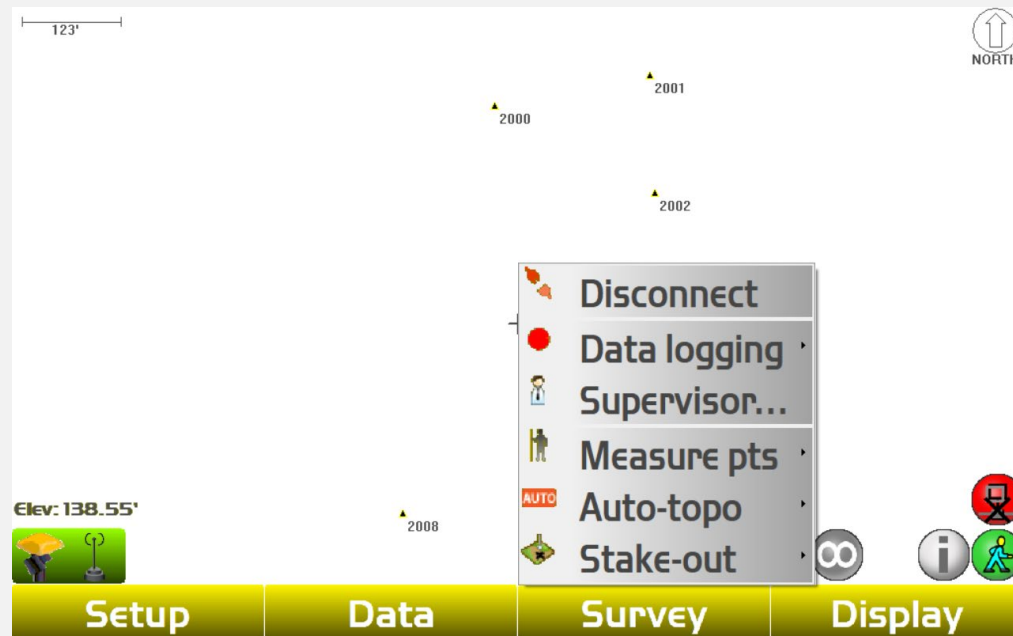 123'
NORTH
2001
2000
2002
Disconnect
Data logging
Supervisor...
Measure pts
AUTO
Auto-topo
Stake-out
Elev: 138.55'
2008
Setup
Data
Survey
Display